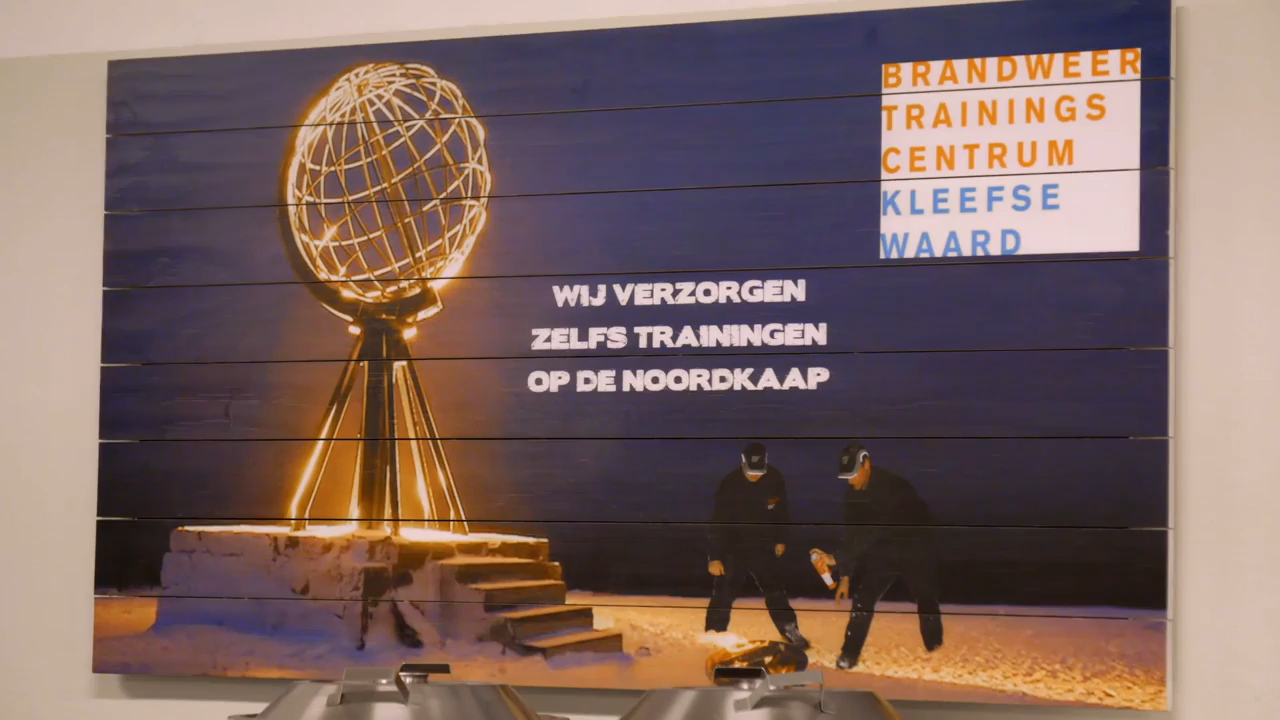 BRANDWEER
TRAININGS
CENTRUM
KLEEFSE
WAARD
WIJ VERZORGEN
ZELFS TRAININGEN
OP DE NOORDKAAP